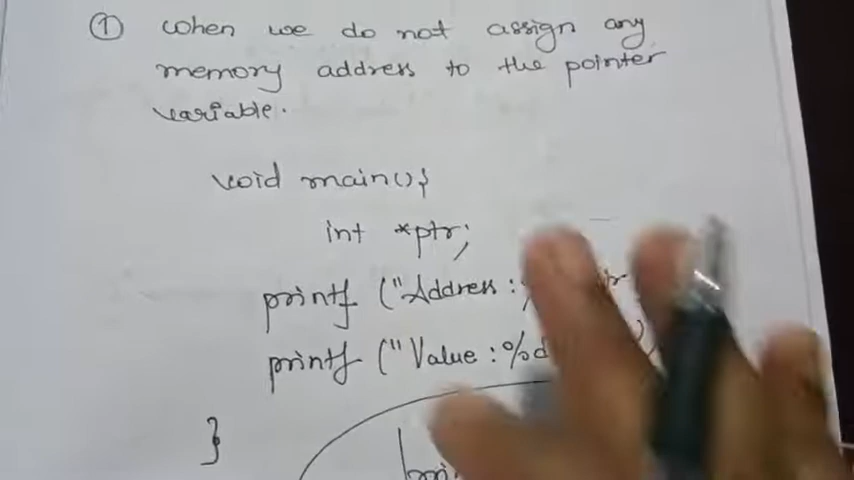 ① When we do not assign any
memory address to the pointer
variable.
void main(){
int *ptr;
printf ("Address :
printf (" Value : %d
}